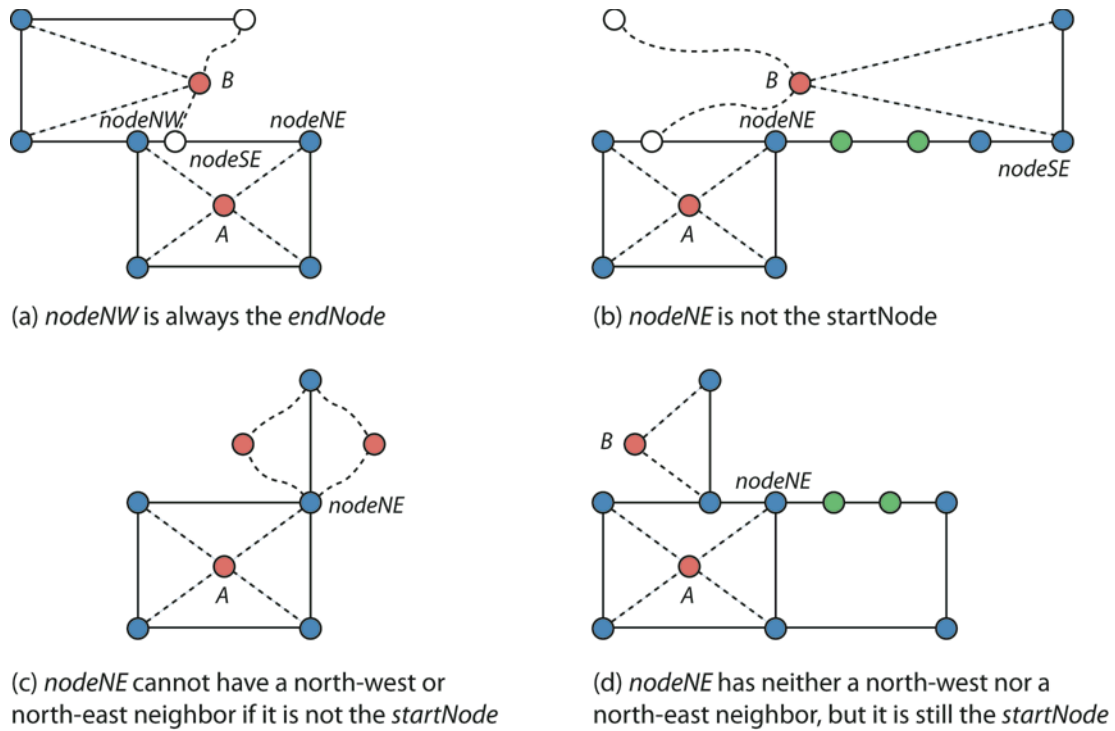 B
nodeNW
nodeNE
nodeSE
A
(a) nodeNW is always the endNode
B
nodeNE
nodeSE
A
(b) nodeNE is not the startNode
nodeNE
A
(c) nodeNE cannot have a north-west or
north-east neighbor if it is not the startNode
B
nodeNE
A
(d) nodeNE has neither a north-west nor a
north-east neighbor, but it is still the startNode